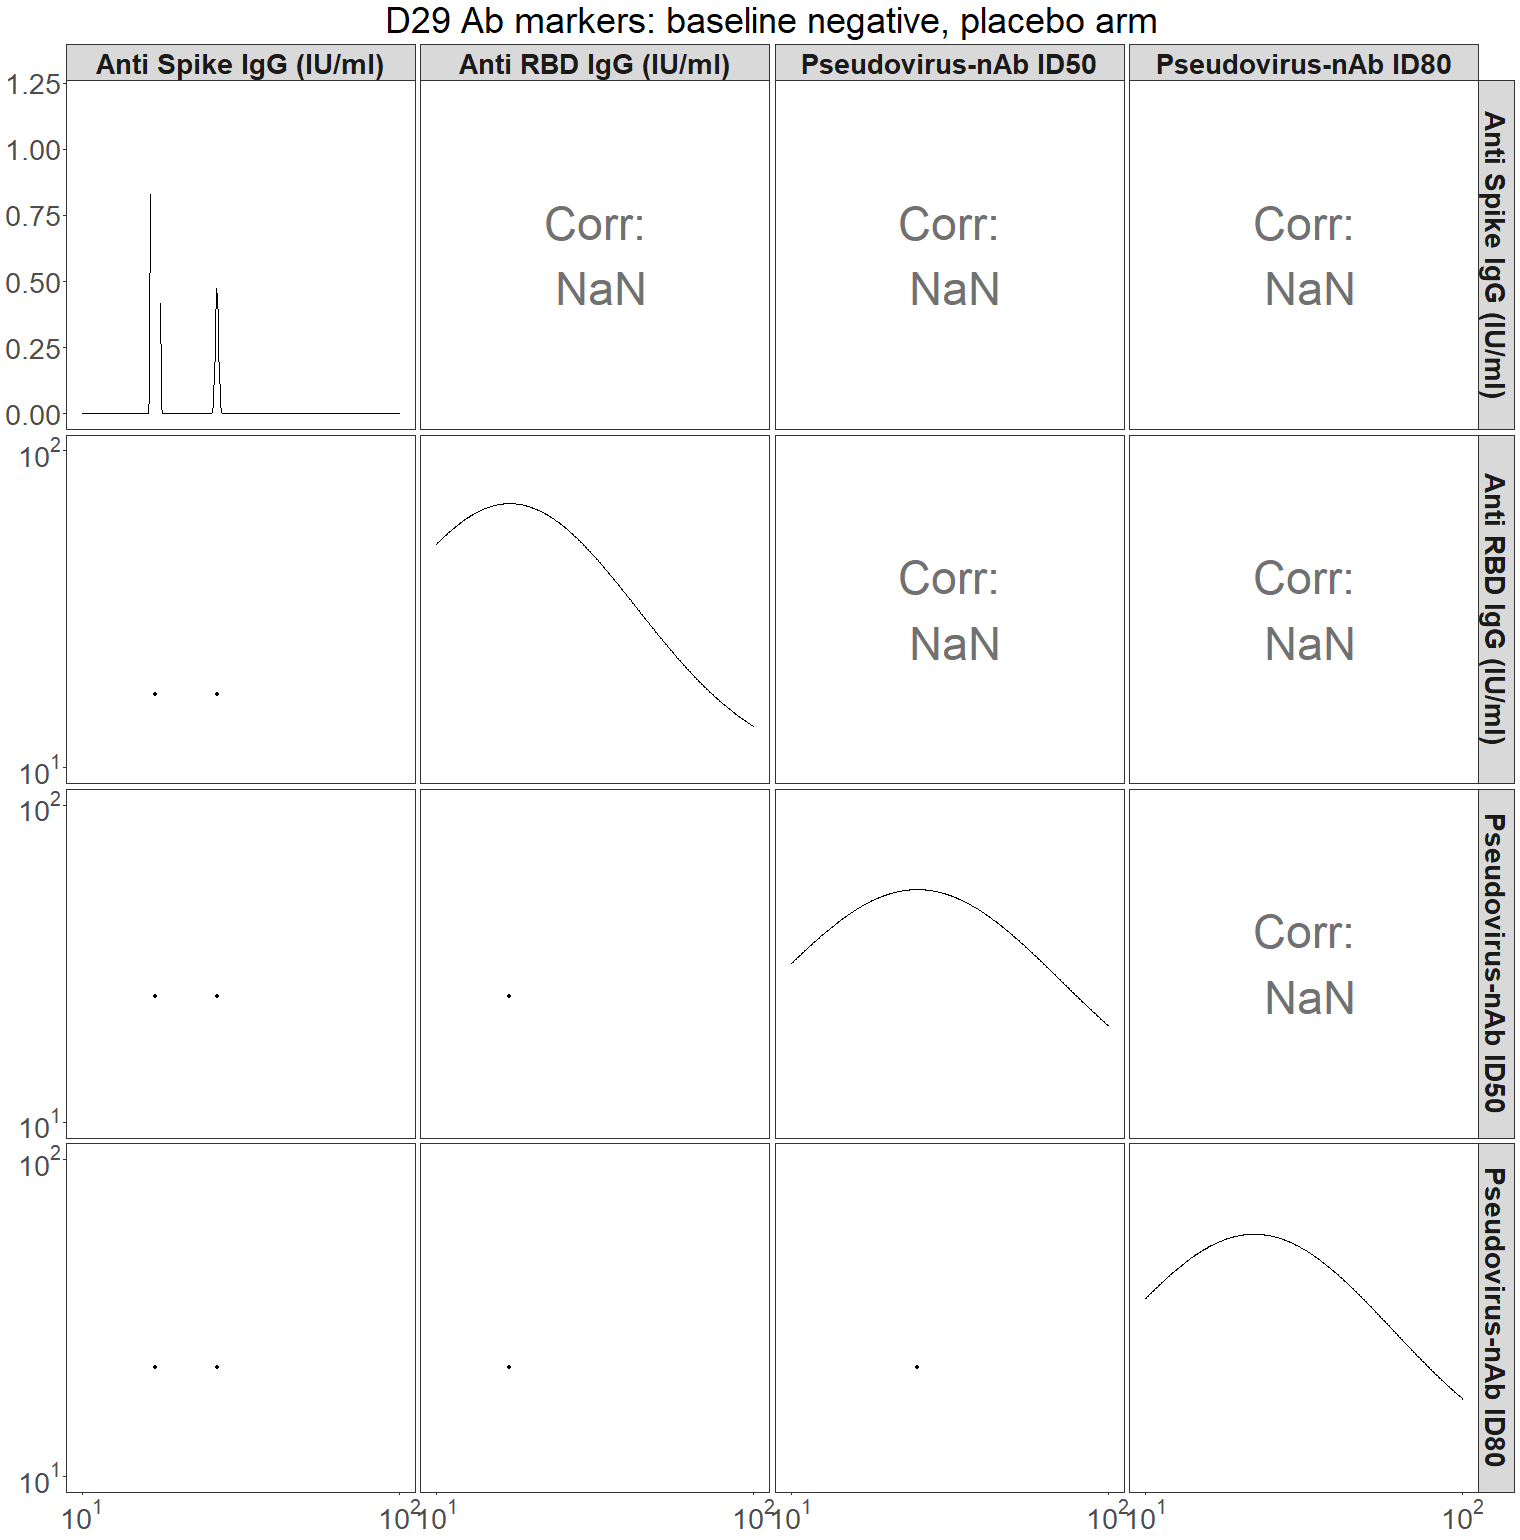 D29 Ab markers: baseline negative, placebo arm
Anti Spike IgG (IU/ml)
Anti RBD IgG (IU/ml)
Pseudovirus-nAb ID50
Pseudovirus-nAb ID80
1.25
1.00
0.75
0.50
0.25
0.00
Corr:
NaN
Corr:
NaN
Corr:
NaN
Anti Spike IgG (IU/ml)
10²
10¹
Corr:
NaN
Corr:
NaN
Anti RBD IgG (IU/ml)
10²
10¹
Corr:
NaN
Pseudovirus-nAb ID50
10²
10¹
Pseudovirus-nAb ID80
10¹
10²
10¹
10²
10¹
10²
10¹
10²